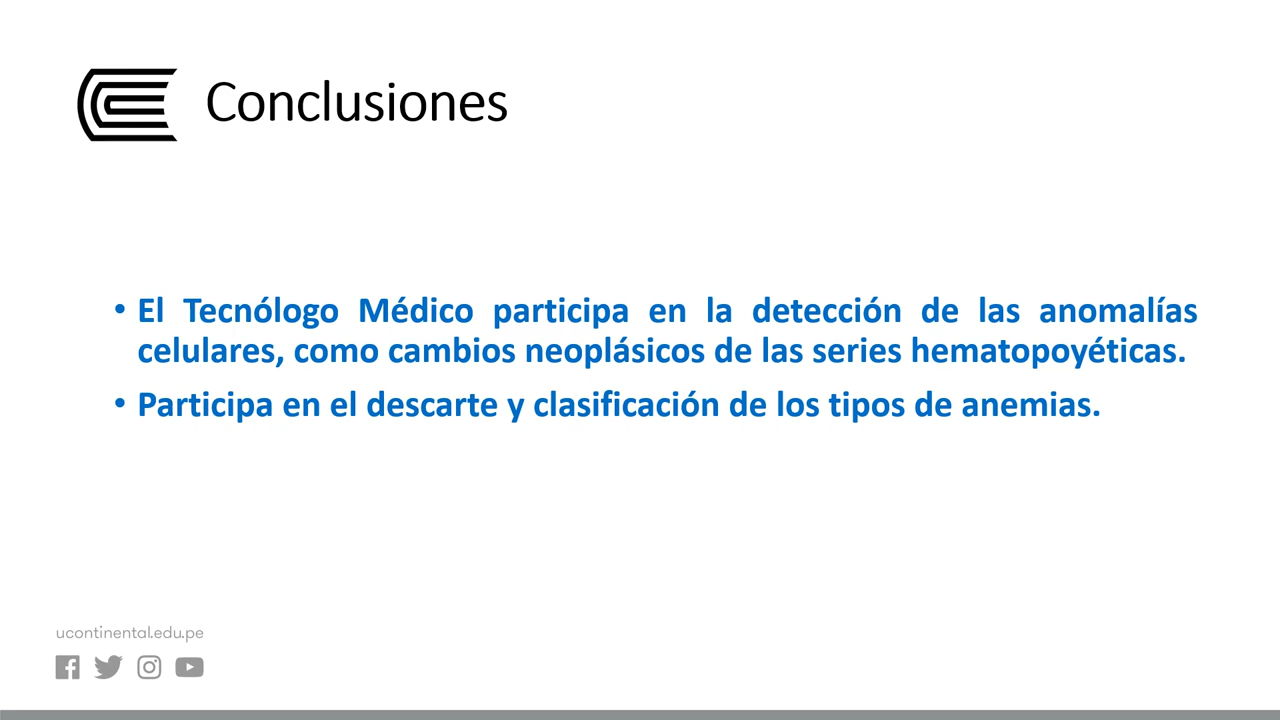 Conclusiones
• El Tecnólogo Médico participa en la detección de las anomalías
celulares, como cambios neoplásicos de las series hematopoyéticas.
• Participa en el descarte y clasificación de los tipos de anemias.
ucontinental.edu.pe